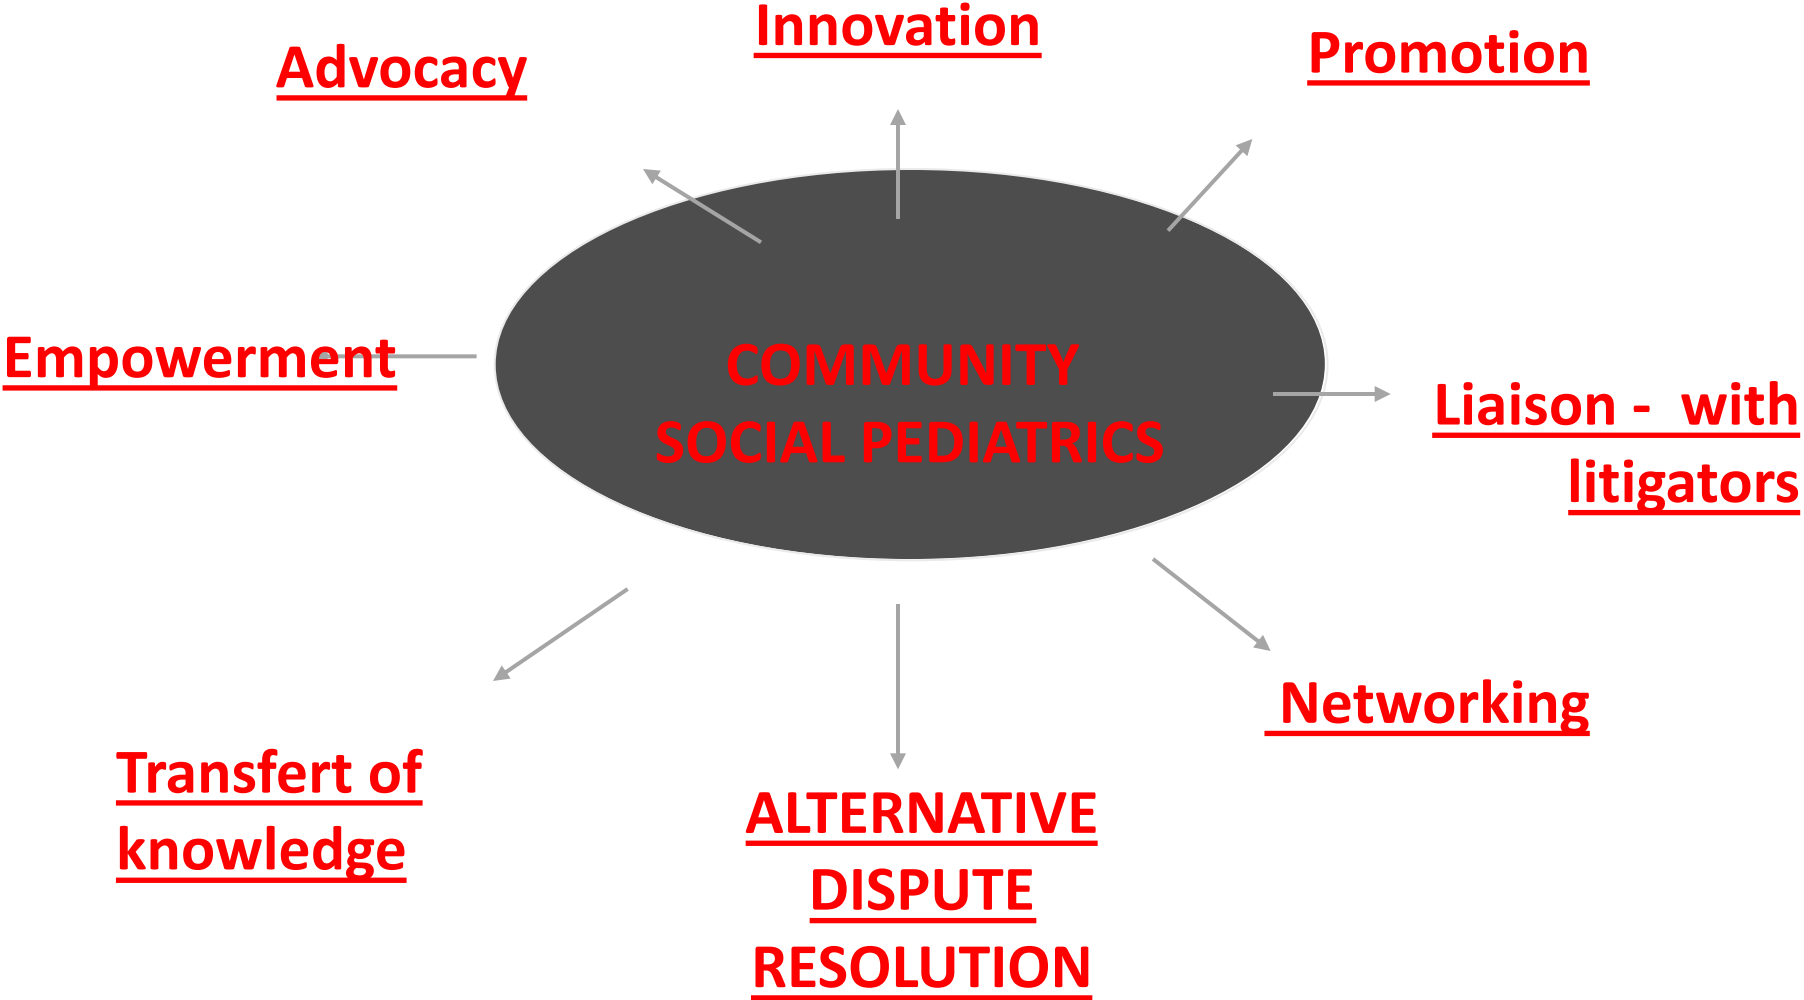 Innovation
Advocacy
Promotion
Empowerment
COMMUNITY
SOCIAL PEDIATRICS
Liaison -  with
litigators
Networking
Transfert of
knowledge
ALTERNATIVE
DISPUTE
RESOLUTION